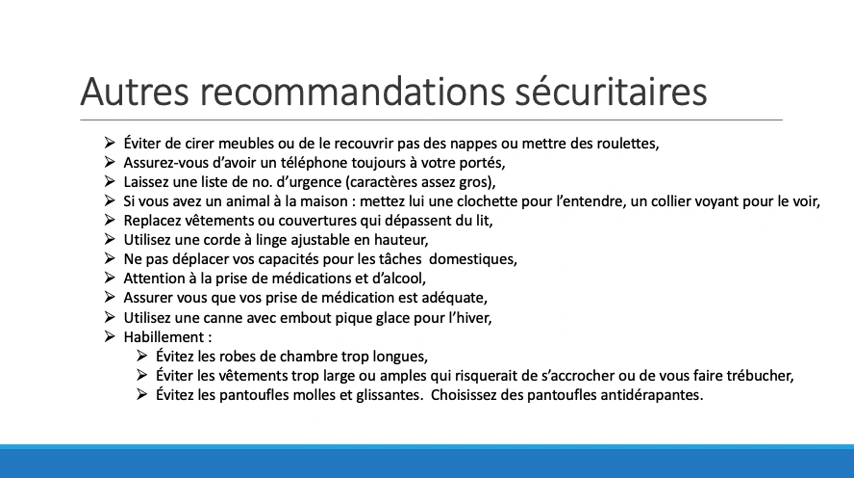 Autres recommandations sécuritaires
➢ Éviter de cirer meubles ou de le recouvrir pas des nappes ou mettre des roulettes,
➢ Assurez-vous d’avoir un téléphone toujours à votre portés,
➢ Laissez une liste de no. d’urgence (caractères assez gros),
➢ Si vous avez un animal à la maison : mettez lui une clochette pour l’entendre, un collier voyant pour le voir,
➢ Replacez vêtements ou couvertures qui dépassent du lit,
➢ Utilisez une corde à linge ajustable en hauteur,
➢ Ne pas déplacer vos capacités pour les tâches  domestiques,
➢ Attention à la prise de médications et d’alcool,
➢ Assurer vous que vos prise de médication est adéquate,
➢ Utilisez une canne avec embout pique glace pour l’hiver,
➢ Habillement :
➢ Évitez les robes de chambre trop longues,
➢ Éviter les vêtements trop large ou amples qui risquerait de s’accrocher ou de vous faire trébucher,
➢ Évitez les pantoufles molles et glissantes.  Choisissez des pantoufles antidérapantes.